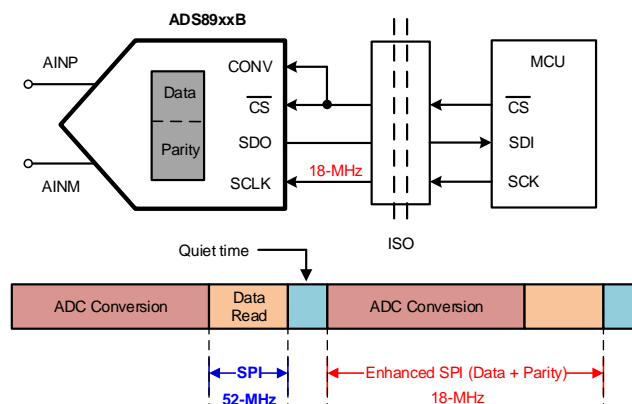 ADS89xxB
AINP
AINM
Data
Parity
CONV
CS
SDO
SCLK
18-MHz
ISO
MCU
CS
SDI
SCK
Quiet time
ADC Conversion
Data
Read
ADC Conversion
SPI
52-MHz
Enhanced SPI (Data + Parity)
18-MHz